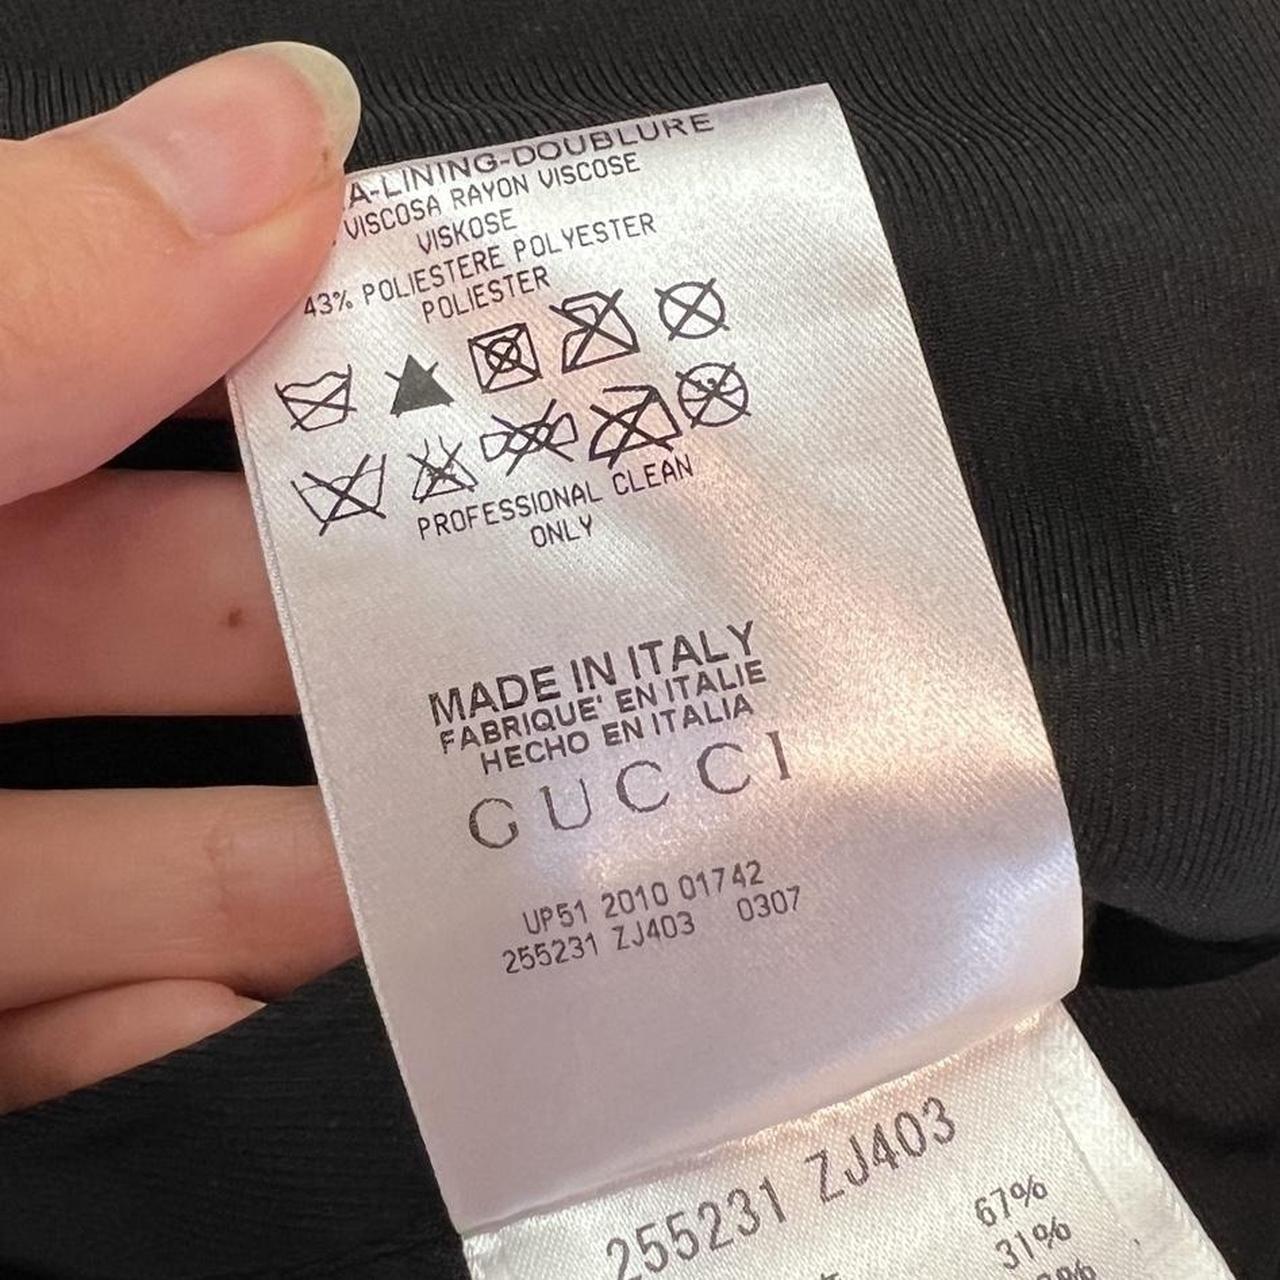 A-LINING-DOUBLURE
VISCOSA RAYON VISCOSE
VISKOSE
43% POLIESTERE POLYESTER
POLIESTER
PROFESSIONAL CLEAN
ONLY
MADE IN ITALY
FABRIQUE' EN ITALIE
HECHO EN ITALIA
GUCCI
UP51 2010 01742
255231 ZJ403 0307
255231 ZJ403
67%
31%